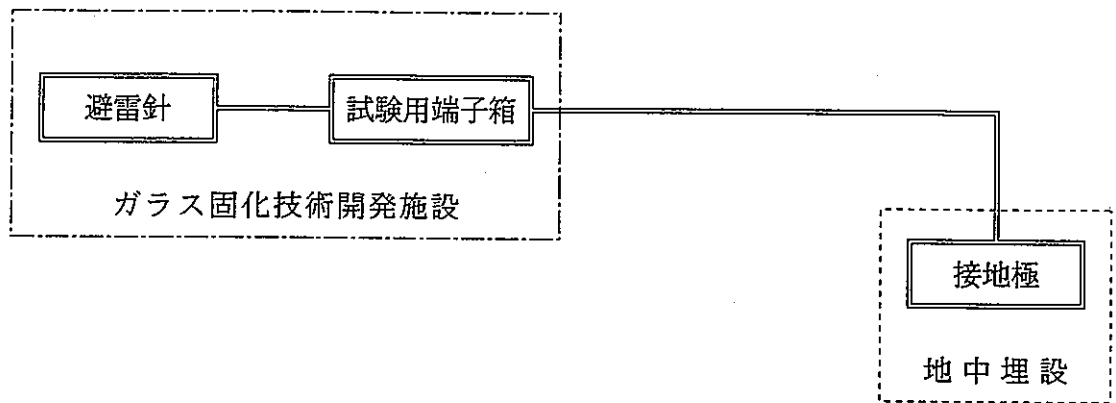 避雷針
試験用端子箱
ガラス固化技術開発施設
接地極
地中埋設